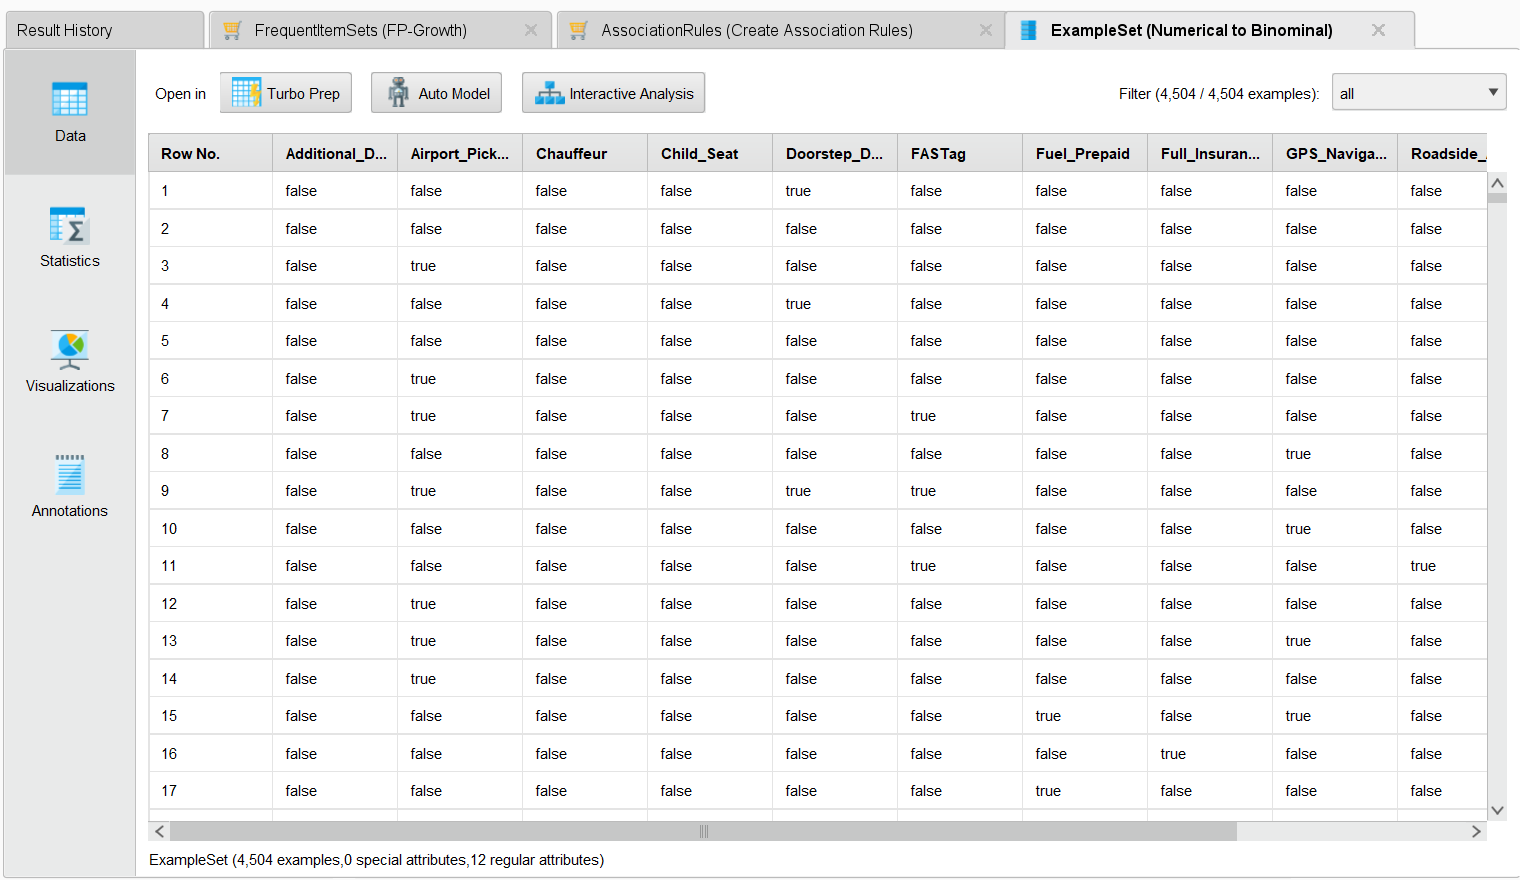 Result History FrequentItemSets (FP-Growth) AssociationRules (Create Association Rules) ExampleSet (Numerical to Binominal)
Data
Statistics
Visualizations
Annotations
Open in Turbo Prep Auto Model Interactive Analysis Filter (4,504 / 4,504 examples): all
Row No. Additional_D... Airport_Pick... Chauffeur Child_Seat Doorstep_D... FASTag Fuel_Prepaid Full_Insuran... GPS_Naviga... Roadside_
1 false false false false true false false false false false
2 false false false false false false false false false false
3 false true false false false false false false false false
4 false false false false true false false false false false
5 false false false false false false false false false false
6 false true false false false false false false false false
7 false true false false false true false false false false
8 false false false false false false false false true false
9 false true false false true true false false false false
10 false false false false false false false false true false
11 false false false false false true false false false true
12 false true false false false false false false false false
13 false true false false false false false false true false
14 false true false false false false false false false false
15 false false false false false false true false true false
16 false false false false false false false true false false
17 false false false false false false true false false false
ExampleSet (4,504 examples,0 special attributes,12 regular attributes)